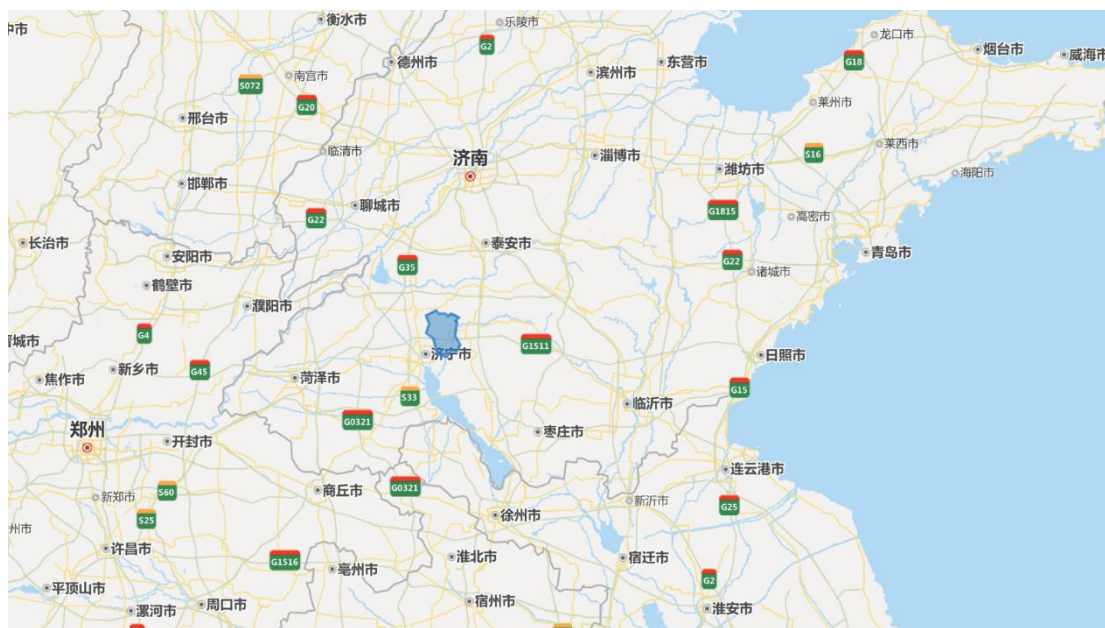 衡水市
乐陵市
中市
G2
德州市
滨州市
东营市
龙口市
烟台市
威海市
G18
南宫市
S072
G20
莱州市
邢台市
临清市
济南
淄博市
潍坊市
S16
莱西市
海阳市
邯郸市
聊城市
G22
G1815
高密市
长治市
安阳市
泰安市
G35
G22
诸城市
青岛市
鹤壁市
濮阳市
G4
晋城市
济宁市
G1511
日照市
焦作市
新乡市
G45
菏泽市
S33
G15
临沂市
郑州
开封市
G0321
枣庄市
连云港市
新郑市
S60
商丘市
G0321
新沂市
G25
州市
S25
徐州市
许昌市
G1516
亳州市
淮北市
宿迁市
G2
平顶山市
漯河市
周口市
宿州市
淮安市